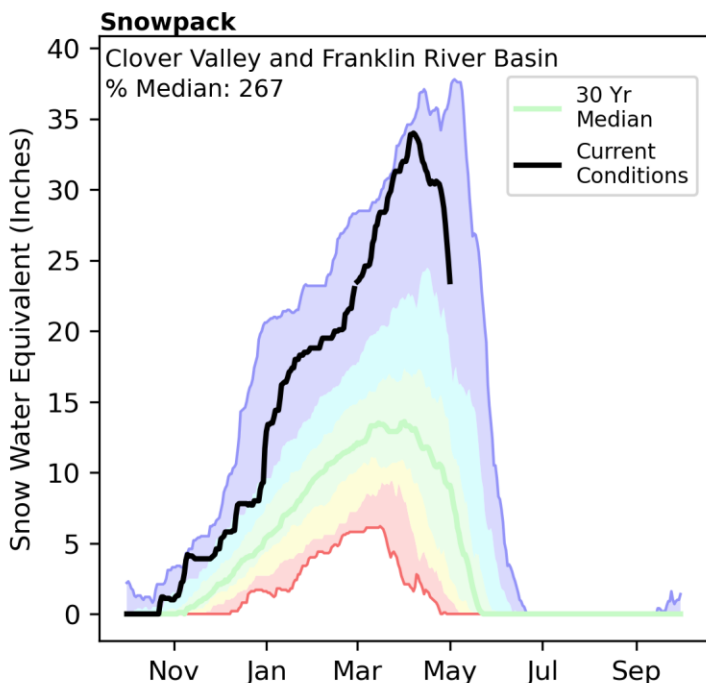 Snowpack
Clover Valley and Franklin River Basin
% Median: 267
30 Yr
Median
Current
Conditions
Snow Water Equivalent (Inches)
40
35
30
25
20
15
10
5
0
Nov Jan Mar May Jul Sep